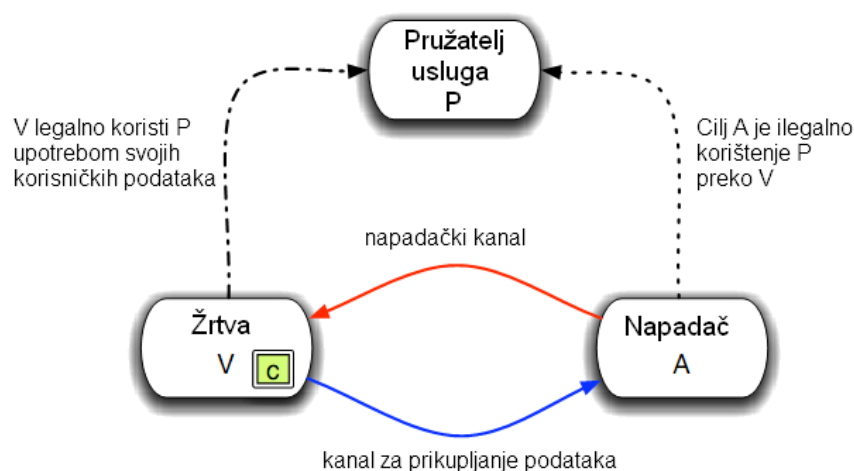 Pružatelj
usluga
P
V legalno koristi P
upotrebom svojih
korisničkih podataka
Cilj A je ilegalno
korištenje P
preko V
napadački kanal
Žrtva
V
c
Napadač
A
kanal za prikupljanje podataka